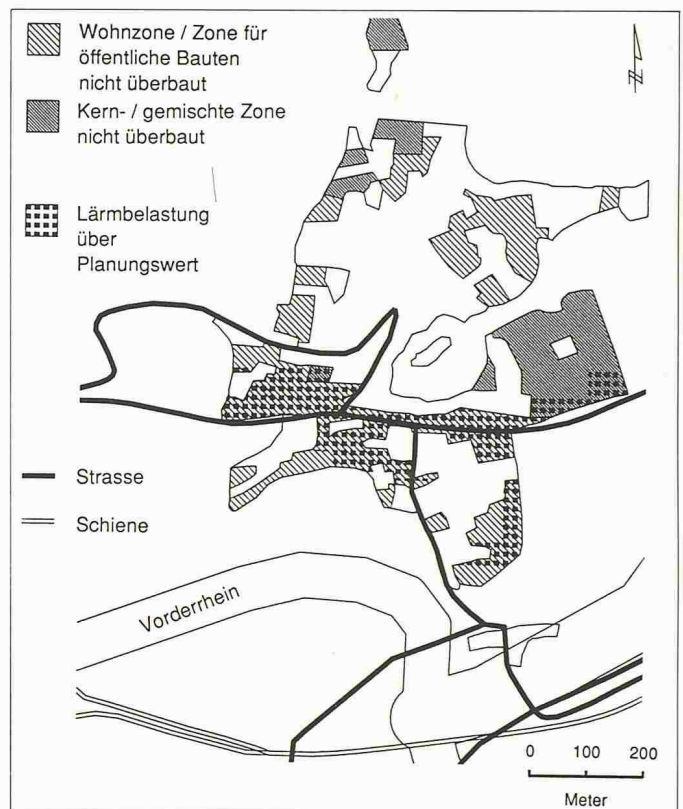 Wohnzone / Zone für
öffentliche Bauten
nicht überbaut
Kern- / gemischte Zone
nicht überbaut
Lärmbelastung
über
Planungswert
N
Strasse
Schiene
Vorderrhein
0 100 200
Meter